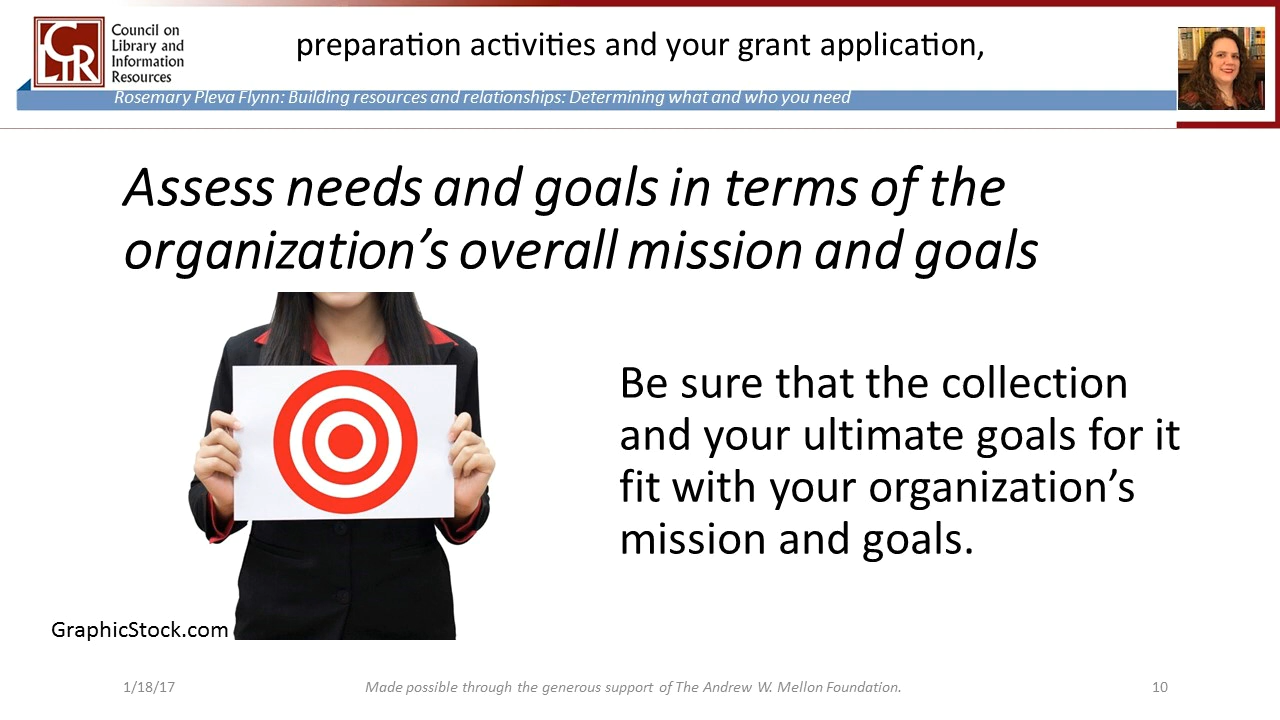 CLIR
Council on
Library and
Information
Resources
preparation activities and your grant application,
Rosemary Pleva Flynn: Building resources and relationships: Determining what and who you need
Assess needs and goals in terms of the
organization’s overall mission and goals
Be sure that the collection
and your ultimate goals for it
fit with your organization’s
mission and goals.
GraphicStock.com
1/18/17
Made possible through the generous support of The Andrew W. Mellon Foundation.
10